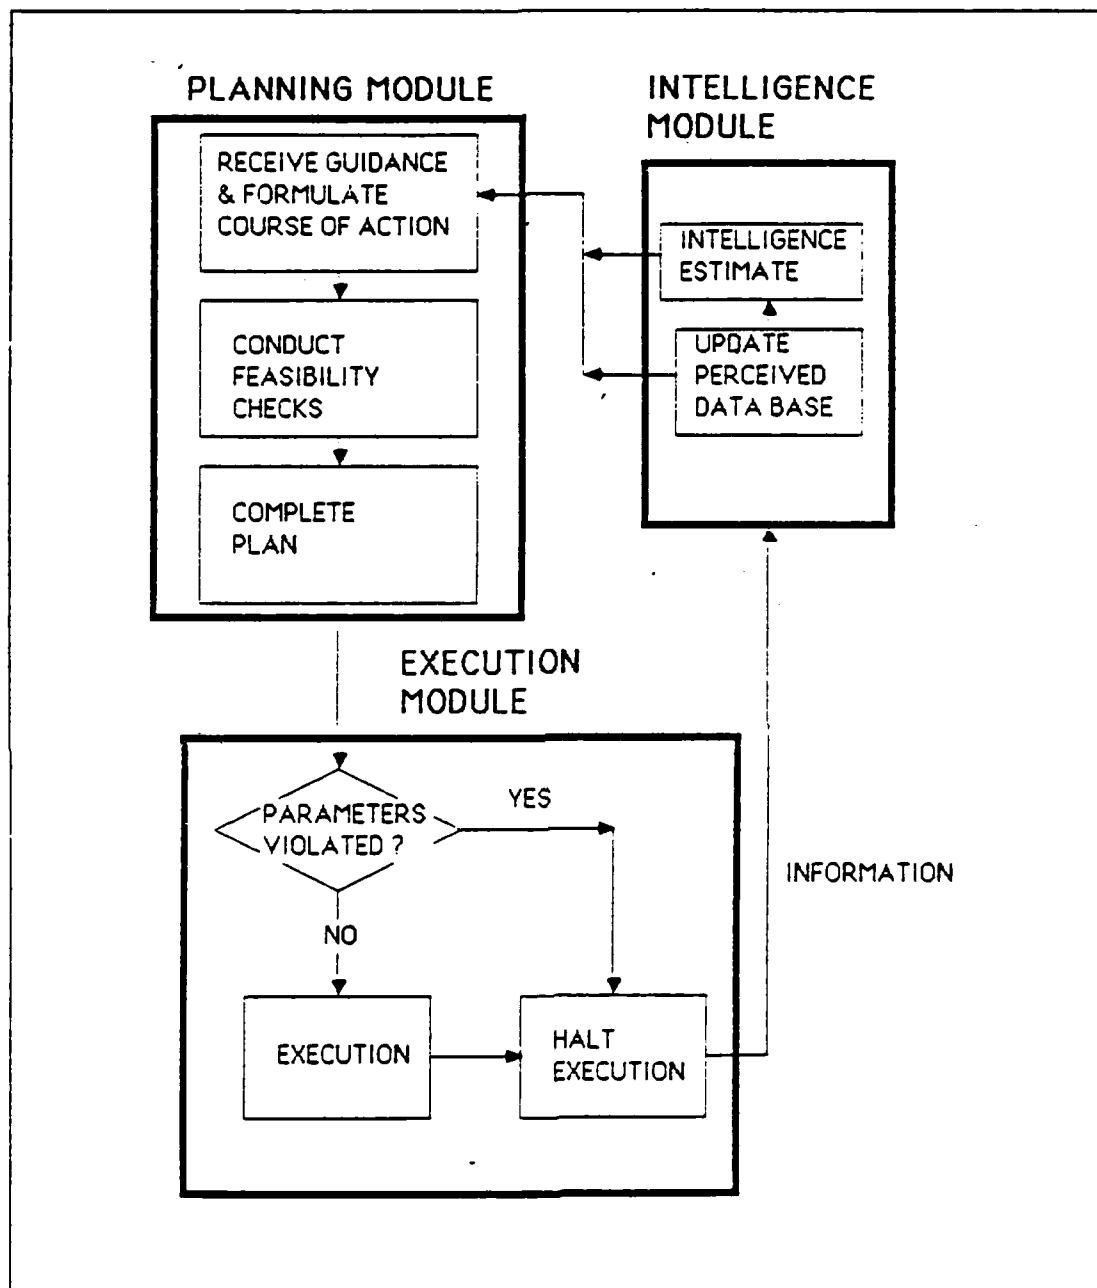 PLANNING MODULE
RECEIVE GUIDANCE
& FORMULATE
COURSE OF ACTION
CONDUCT
FEASIBILITY
CHECKS
COMPLETE
PLAN
INTELLIGENCE
MODULE
INTELLIGENCE
ESTIMATE
UPDATE
PERCEIVED
DATA BASE
EXECUTION
MODULE
PARAMETERS
VIOLATED ?
YES
NO
EXECUTION
HALT
EXECUTION
INFORMATION